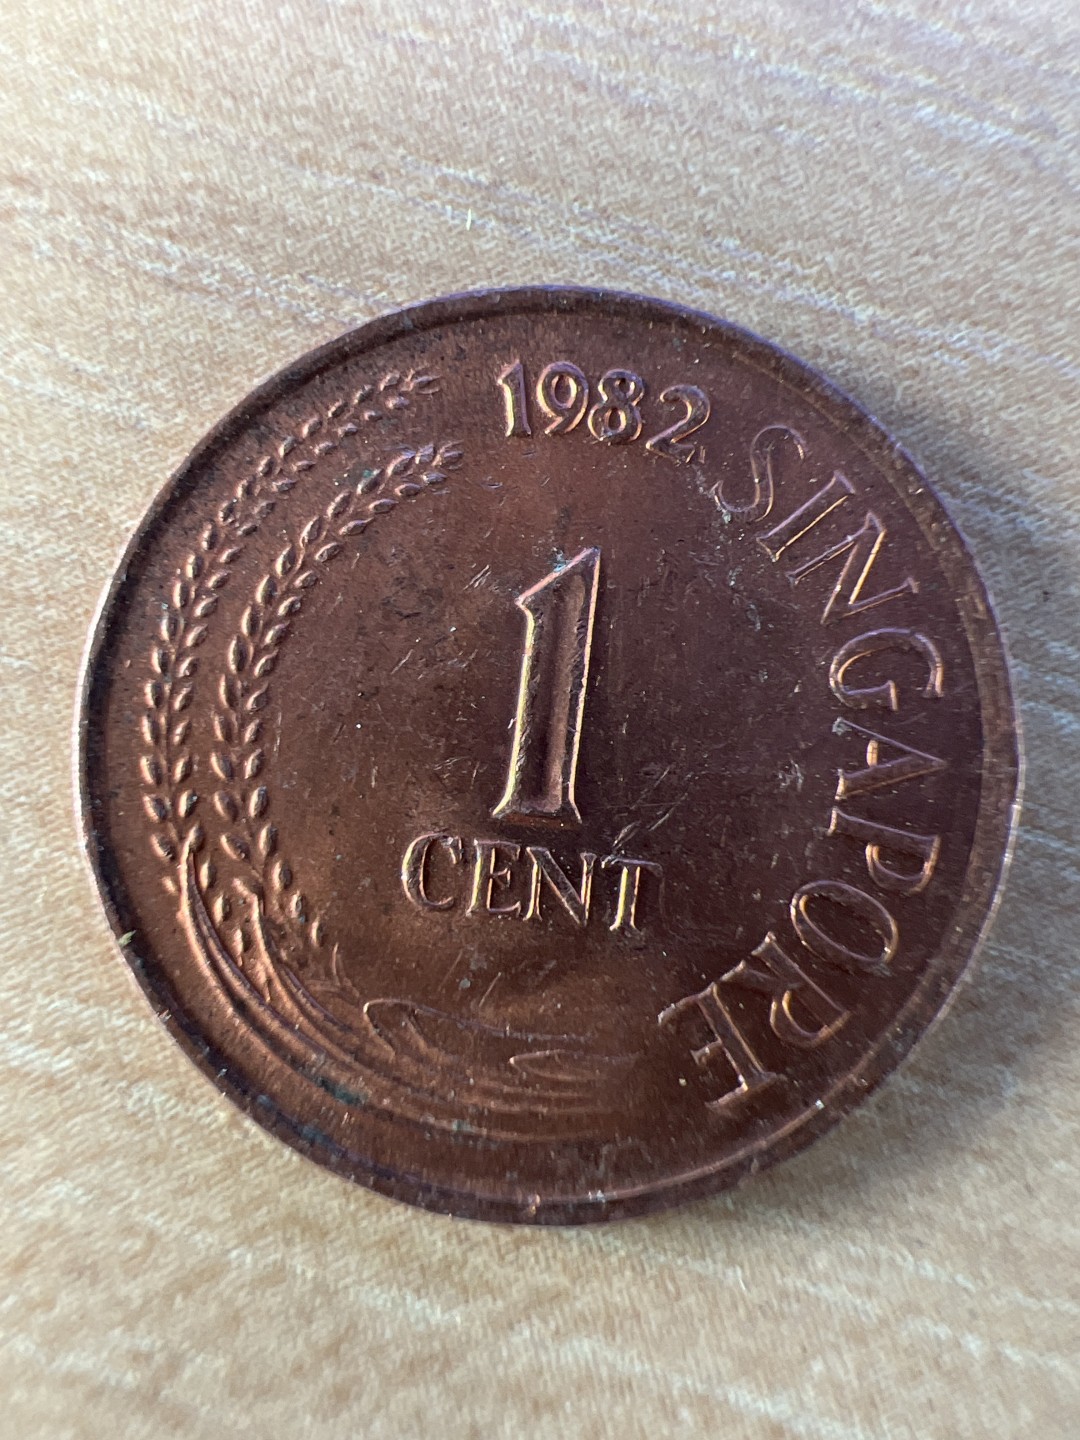 1982
SINGAPORE
1
CENT